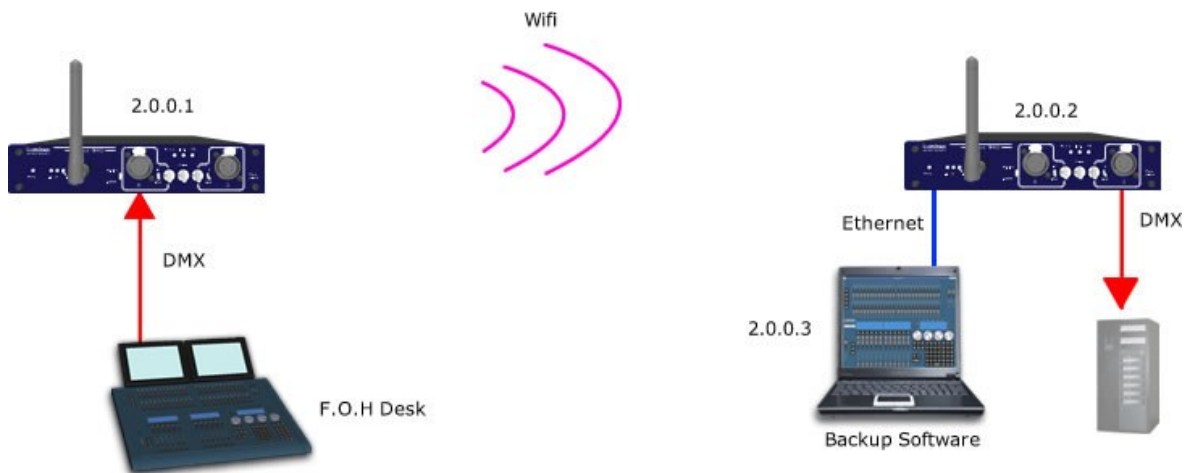 Wifi
2.0.0.1
2.0.0.2
DMX
Ethernet
DMX
2.0.0.3
F.O.H Desk
Backup Software